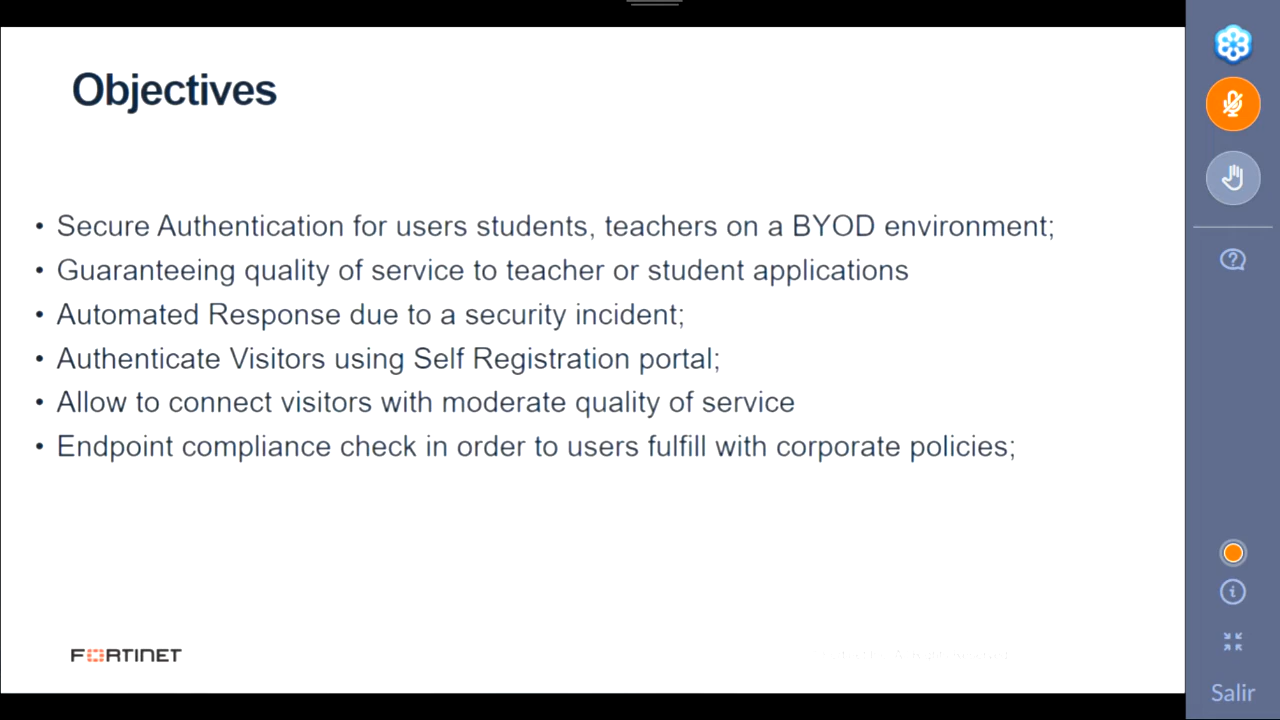 Objectives
• Secure Authentication for users students, teachers on a BYOD environment;
• Guaranteeing quality of service to teacher or student applications
• Automated Response due to a security incident;
• Authenticate Visitors using Self Registration portal;
• Allow to connect visitors with moderate quality of service
• Endpoint compliance check in order to users fulfill with corporate policies;
FORTINET
Salir